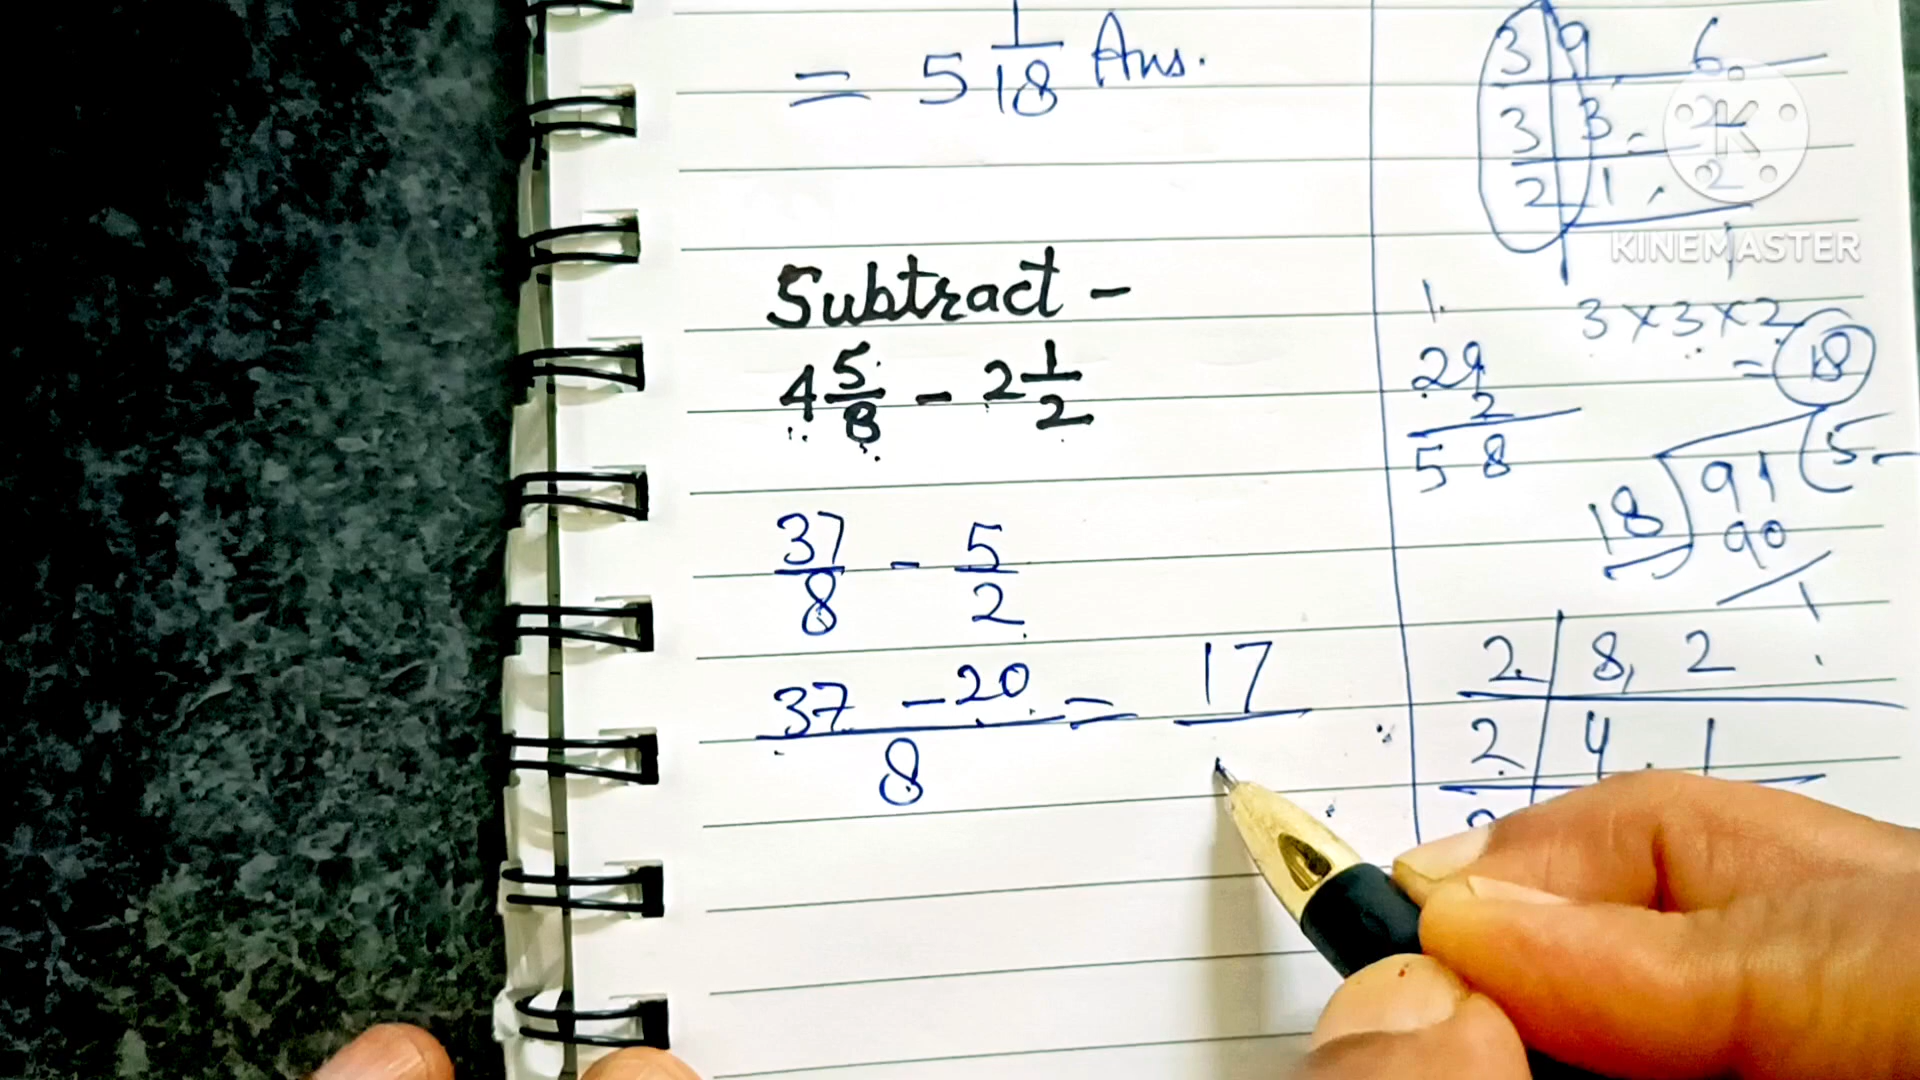 = 5 1/18 Ans.
Subtract -
4 5/8 - 2 1/2
37/8 - 5/2
37 - 20 / 8 = 17
3 | 9, 6
3 | 3, 2
2 | 1, 2
1
3 x 3 x 2
= 18
1
29
2
58
18 ) 91 ( 5
90
1
2 | 8, 2
2 | 4, 1
K
KINEMASTER